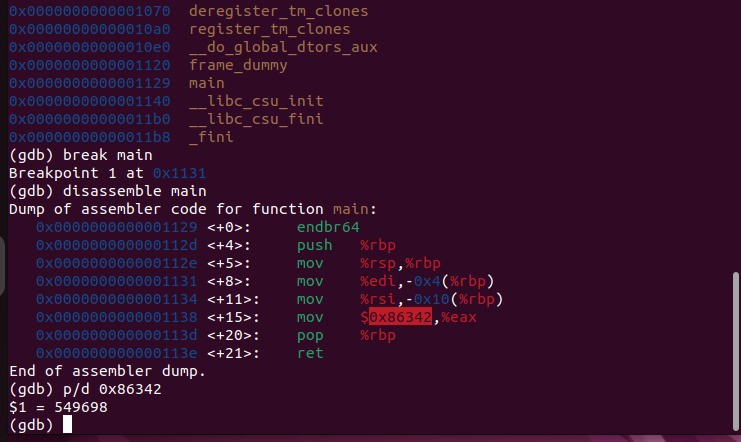 0x0000000000001070  deregister_tm_clones
0x00000000000010a0  register_tm_clones
0x00000000000010e0  __do_global_dtors_aux
0x0000000000001120  frame_dummy
0x0000000000001129  main
0x0000000000001140  __libc_csu_init
0x00000000000011b0  __libc_csu_fini
0x00000000000011b8  _fini
(gdb) break main
Breakpoint 1 at 0x1131
(gdb) disassemble main
Dump of assembler code for function main:
   0x0000000000001129 <+0>:     endbr64
   0x000000000000112d <+4>:     push   %rbp
   0x000000000000112e <+5>:     mov    %rsp,%rbp
   0x0000000000001131 <+8>:     mov    %edi,-0x4(%rbp)
   0x0000000000001134 <+11>:    mov    %rsi,-0x10(%rbp)
   0x0000000000001138 <+15>:    mov    $0x86342,%eax
   0x000000000000113d <+20>:    pop    %rbp
   0x000000000000113e <+21>:    ret
End of assembler dump.
(gdb) p/d 0x86342
$1 = 549698
(gdb)